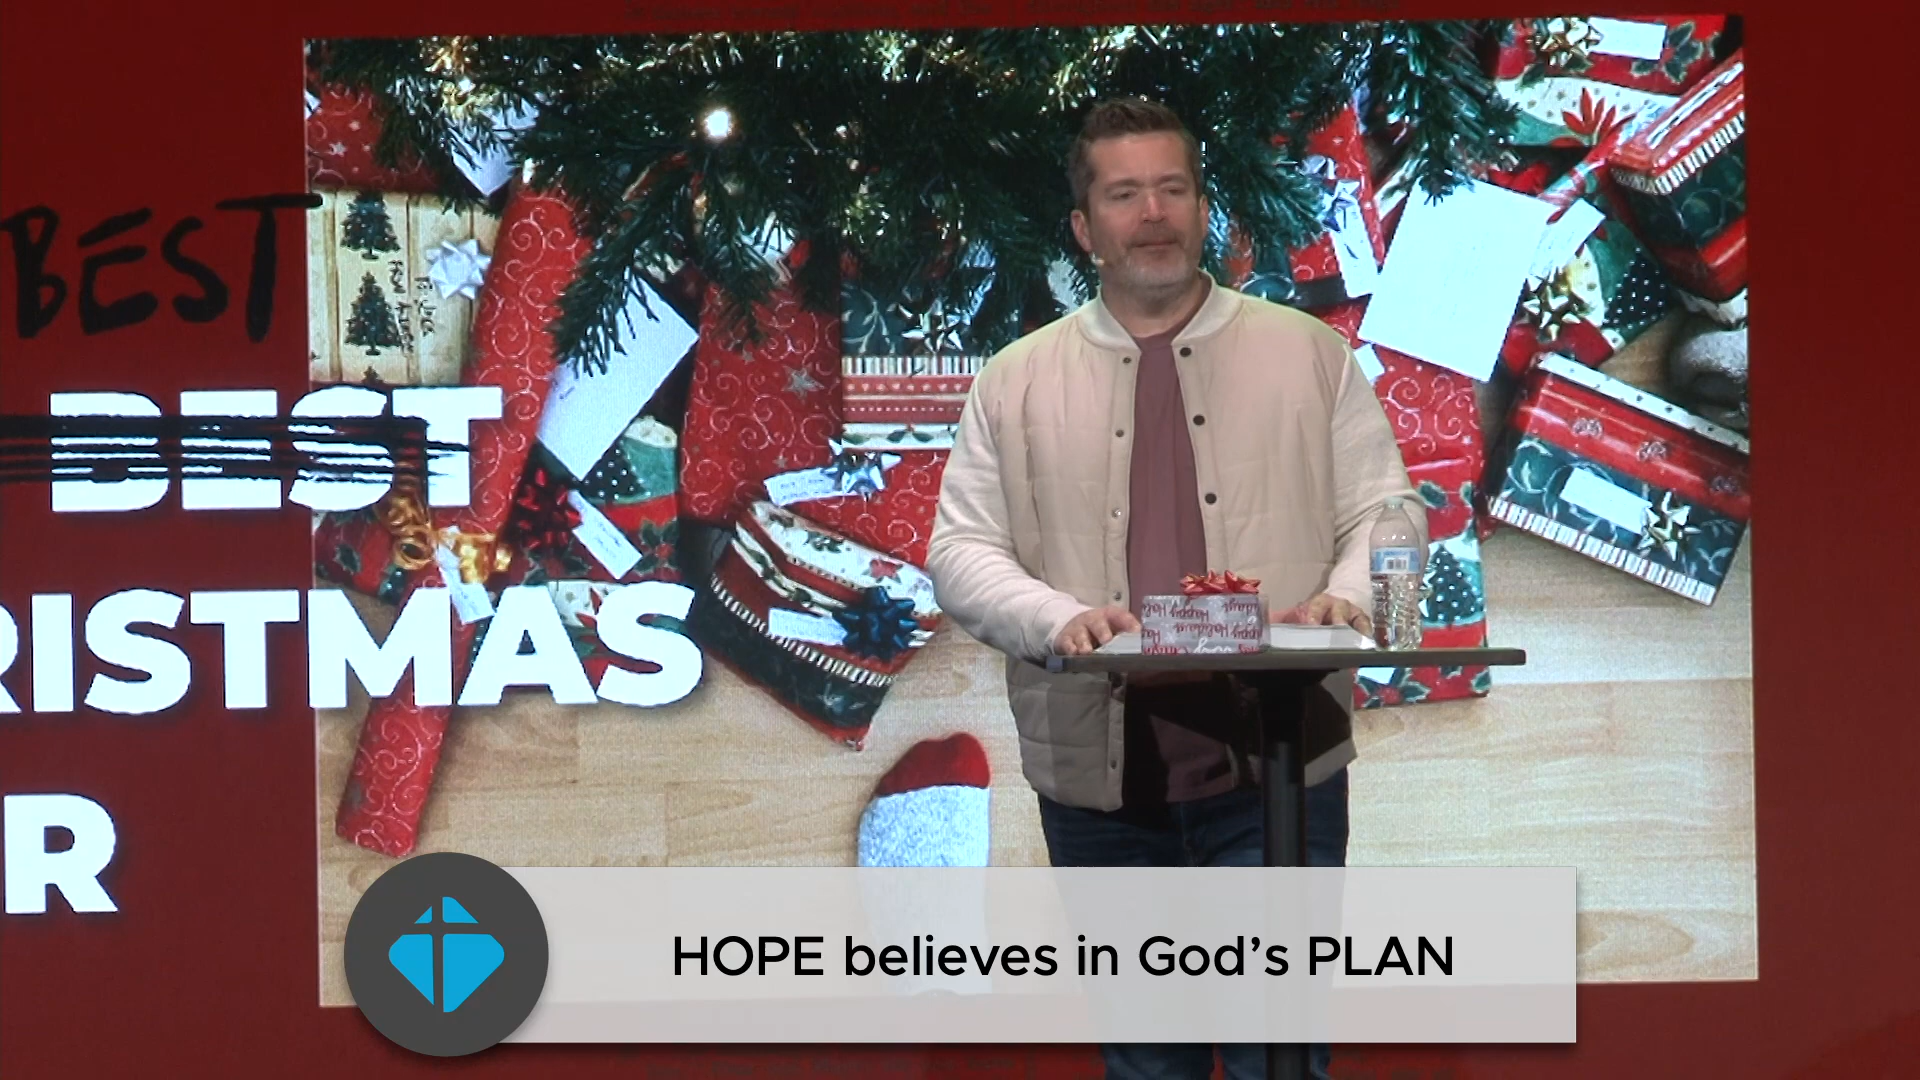 BEST
BEST
RISTMAS
R
HOPE believes in God's PLAN